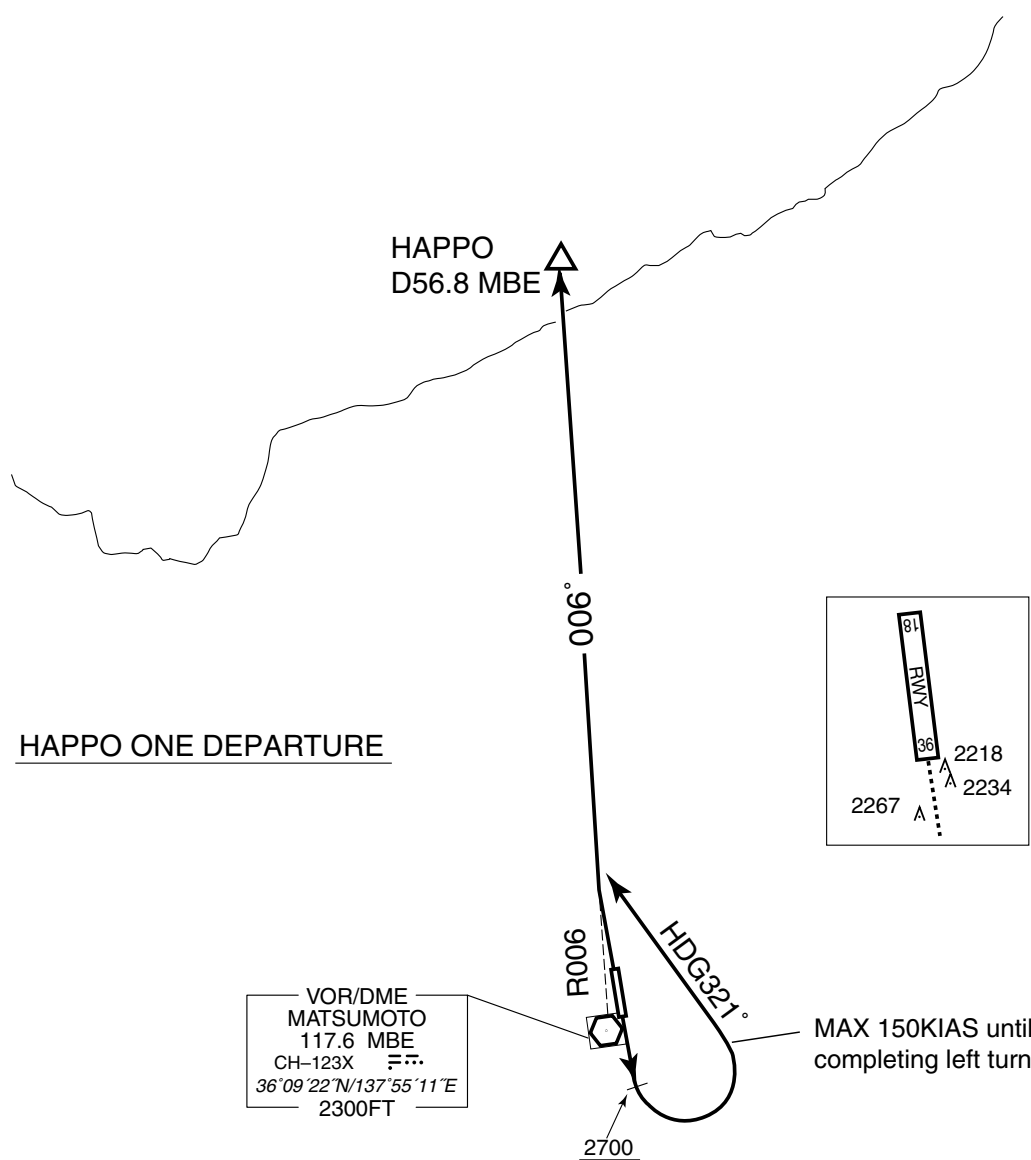 HAPPO
D56.8 MBE
006°
18
RWY
36
2218
2234
2267
HAPPO ONE DEPARTURE
R006
HDG321°
VOR/DME
MATSUMOTO
117.6 MBE
CH–123X
36°09′22″N/137°55′11″E
2300FT
MAX 150KIAS until
completing left turn
2700